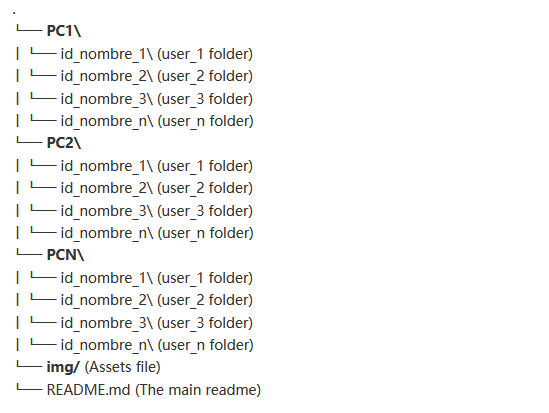 .
└── PC1\
| └── id_nombre_1\ (user_1 folder)
| └── id_nombre_2\ (user_2 folder)
| └── id_nombre_3\ (user_3 folder)
| └── id_nombre_n\ (user_n folder)
└── PC2\
| └── id_nombre_1\ (user_1 folder)
| └── id_nombre_2\ (user_2 folder)
| └── id_nombre_3\ (user_3 folder)
| └── id_nombre_n\ (user_n folder)
└── PCN\
| └── id_nombre_1\ (user_1 folder)
| └── id_nombre_2\ (user_2 folder)
| └── id_nombre_3\ (user_3 folder)
| └── id_nombre_n\ (user_n folder)
└── img/ (Assets file)
└── README.md (The main readme)